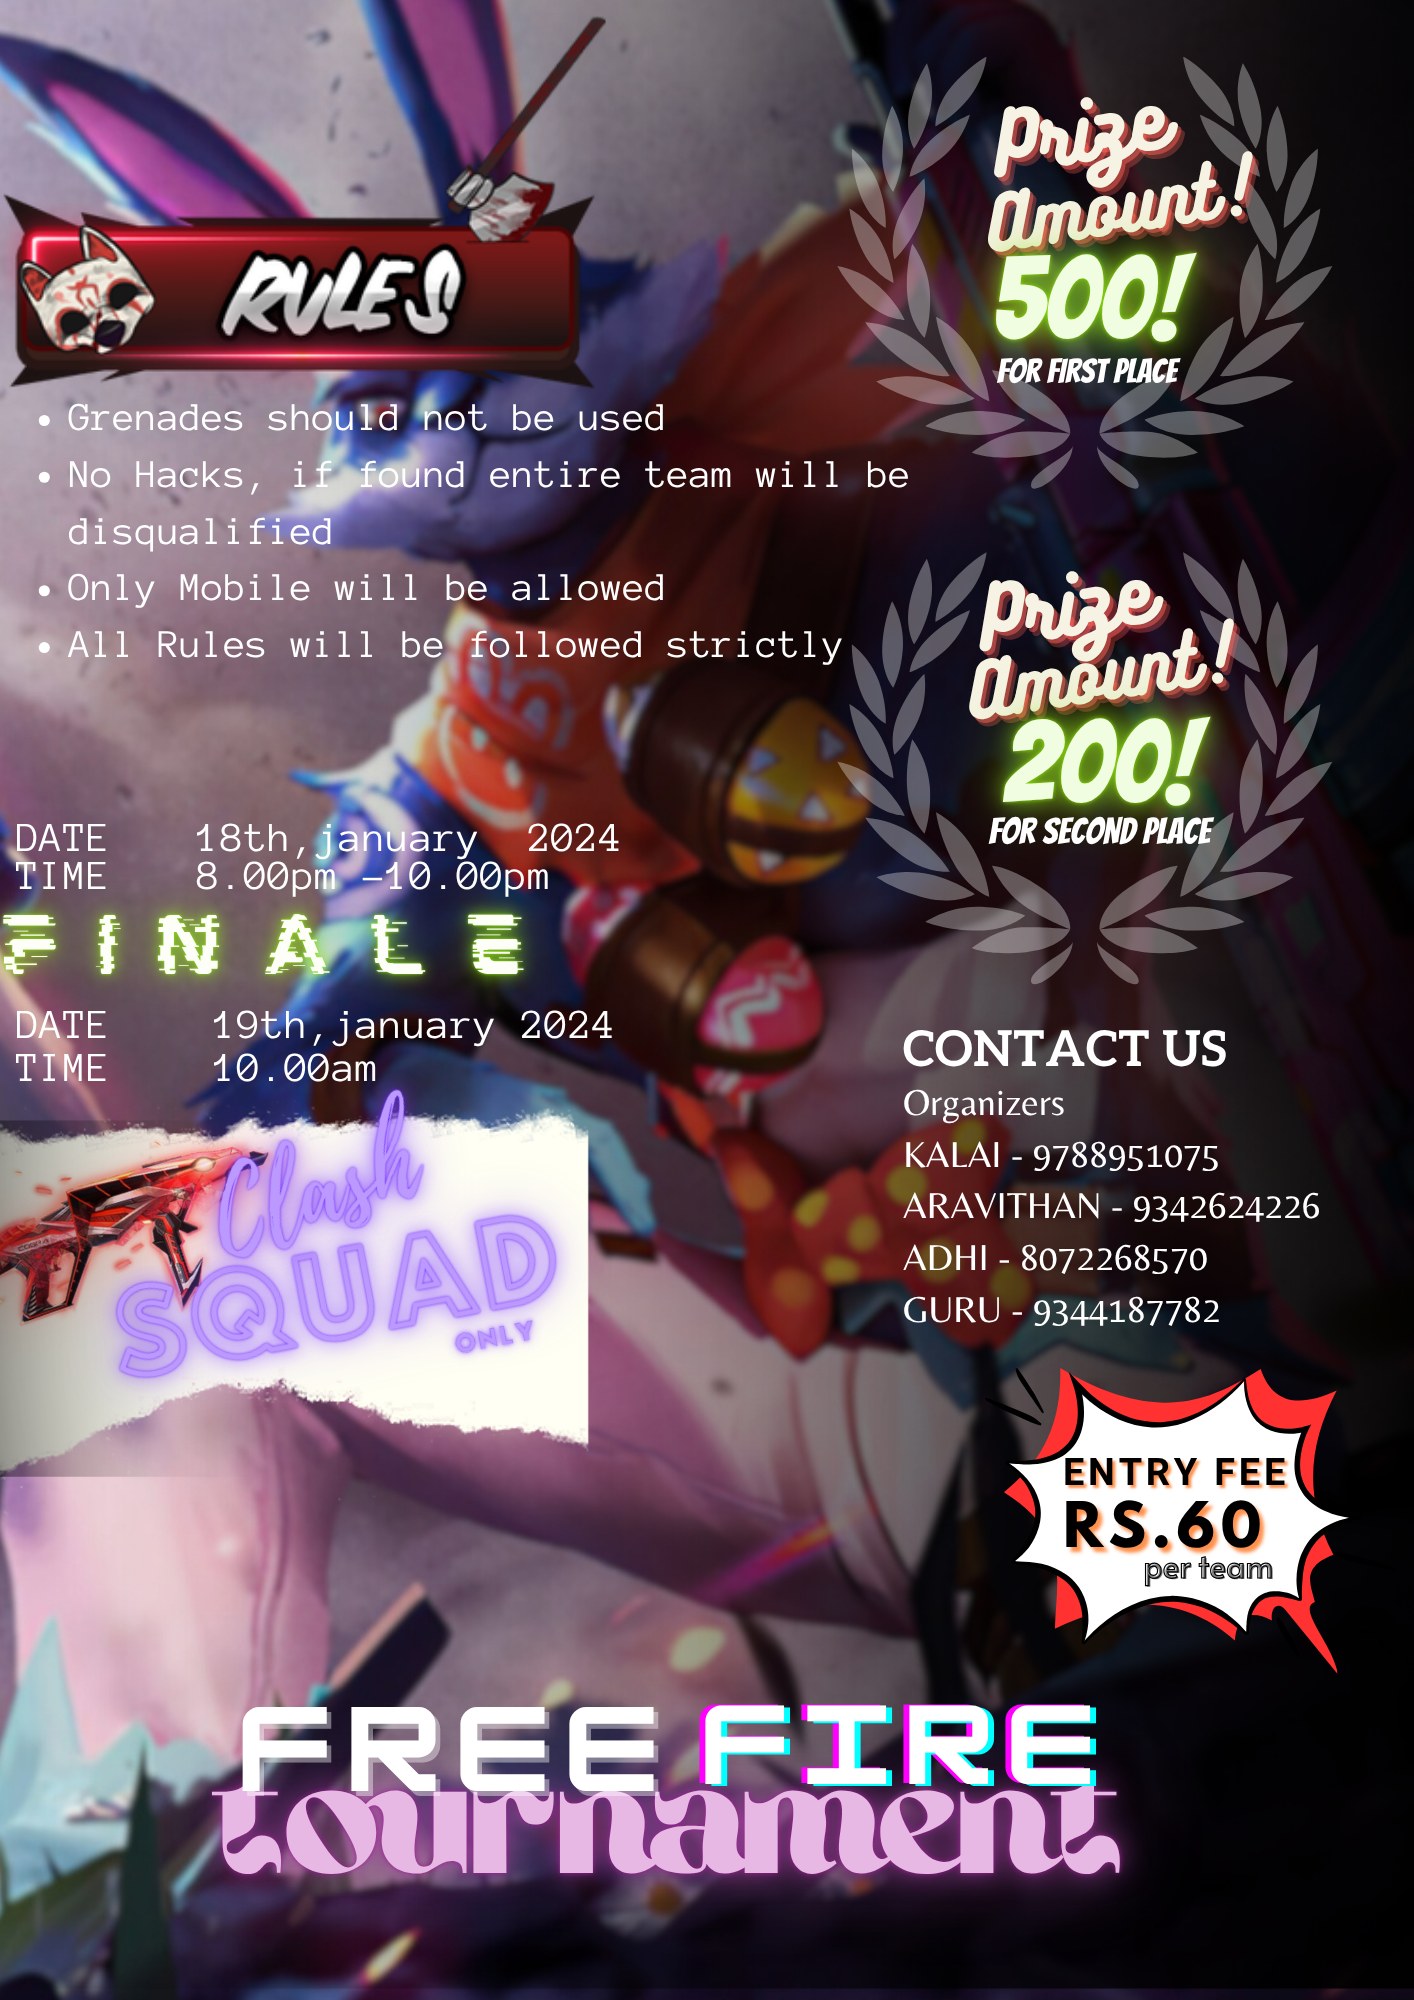 RULES
• Grenades should not be used
• No Hacks, if found entire team will be
disqualified
• Only Mobile will be allowed
• All Rules will be followed strictly
DATE 18th,january 2024
TIME 8.00pm -10.00pm
FINALE
DATE 19th,january 2024
TIME 10.00am
Clash
SQUAD
ONLY
Prize
Amount!
500!
FOR FIRST PLACE
Prize
Amount!
200!
FOR SECOND PLACE
CONTACT US
Organizers
KALAI - 9788951075
ARAVITHAN - 9342624226
ADHI - 8072268570
GURU - 9344187782
ENTRY FEE
RS.60
per team
FREE FIRE
tournament